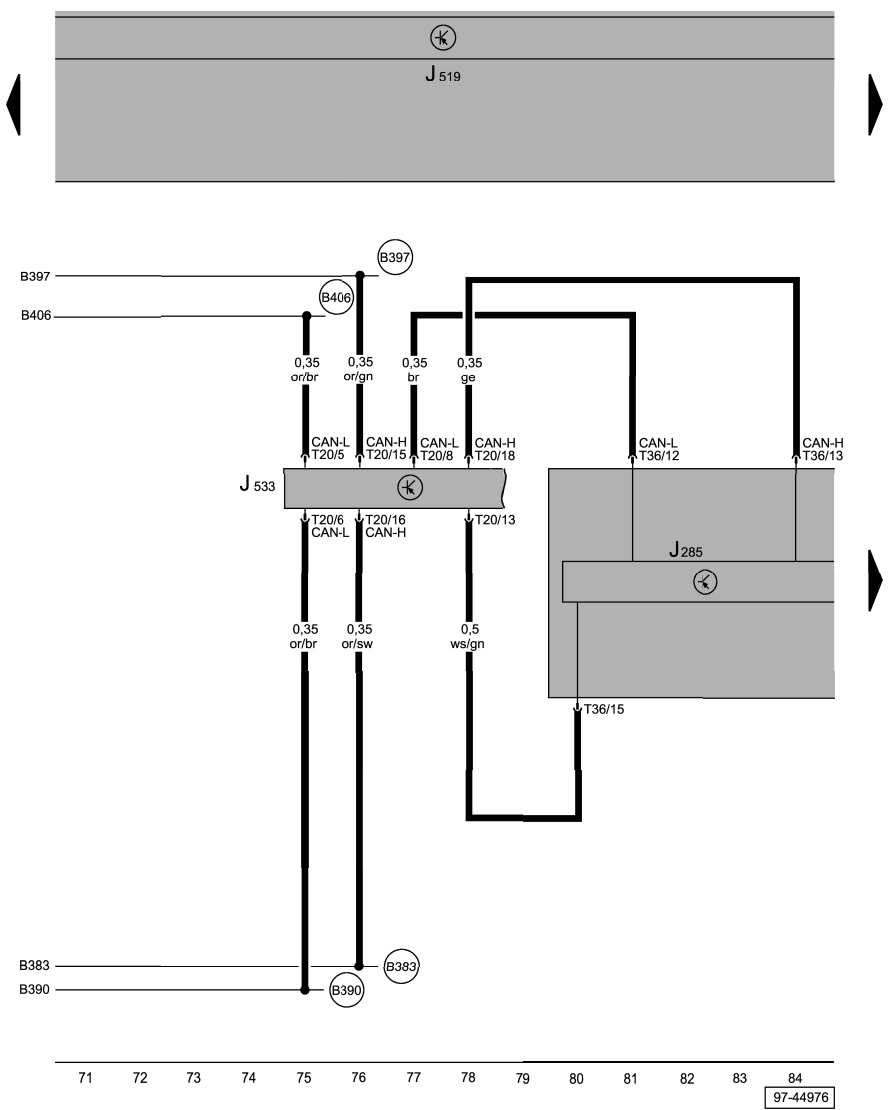 J 519
B397
B397
B406
B406
0,35 0,35 0,35 0,35
or/br or/gn br ge
CAN-L CAN-H CAN-L CAN-H CAN-L CAN-H
T20/5 T20/15 T20/8 T20/18 T36/12 T36/13
J 533
T20/6 T20/16 T20/13
CAN-L CAN-H
J 285
0,35 0,35 0,5
or/br or/sw ws/gn
T36/15
B383 B383
B390 B390
71 72 73 74 75 76 77 78 79 80 81 82 83 84
97-44976